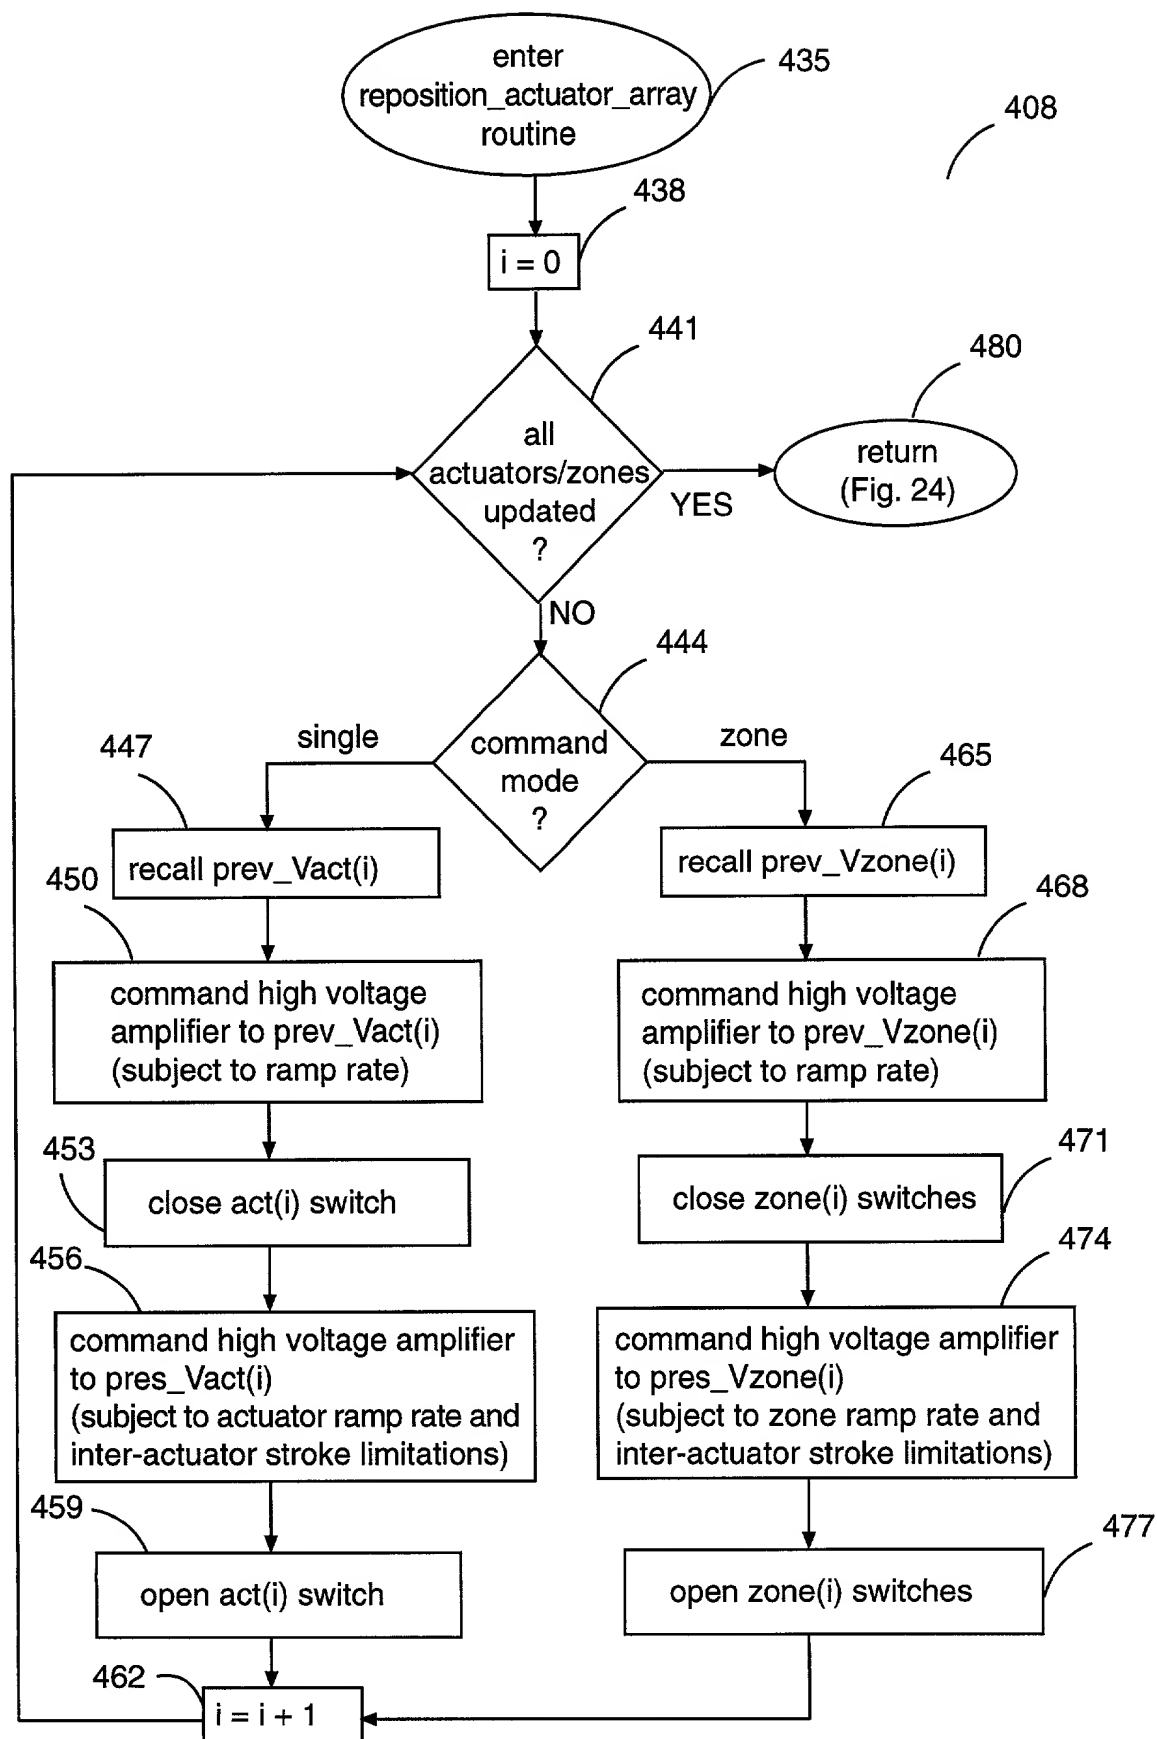 enter
reposition_actuator_array
routine
435
408
438
i = 0
441
480
all
actuators/zones
updated
?
YES
return
(Fig. 24)
NO
444
command
mode
?
single
zone
447
465
recall prev_Vact(i)
recall prev_Vzone(i)
450
468
command high voltage
amplifier to prev_Vact(i)
(subject to ramp rate)
command high voltage
amplifier to prev_Vzone(i)
(subject to ramp rate)
453
471
close act(i) switch
close zone(i) switches
456
474
command high voltage amplifier
to pres_Vact(i)
(subject to actuator ramp rate and
inter-actuator stroke limitations)
command high voltage amplifier
to pres_Vzone(i)
(subject to zone ramp rate and
inter-actuator stroke limitations)
459
477
open act(i) switch
open zone(i) switches
462
i = i + 1